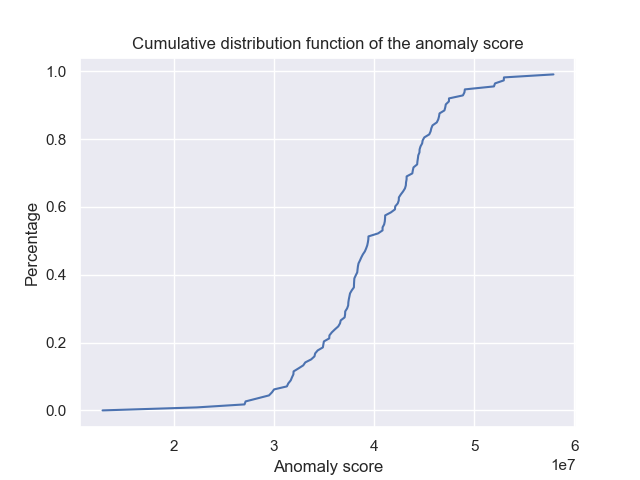 Cumulative distribution function of the anomaly score
1.0
0.8
0.6
0.4
0.2
0.0
Percentage
2 3 4 5 6
1e7
Anomaly score